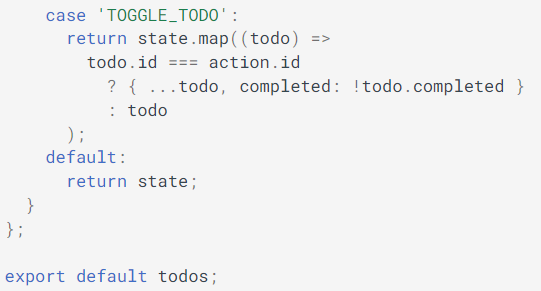 case 'TOGGLE_TODO':
      return state.map((todo) =>
        todo.id === action.id
          ? { ...todo, completed: !todo.completed }
          : todo
      );
    default:
      return state;
  }
};

export default todos;